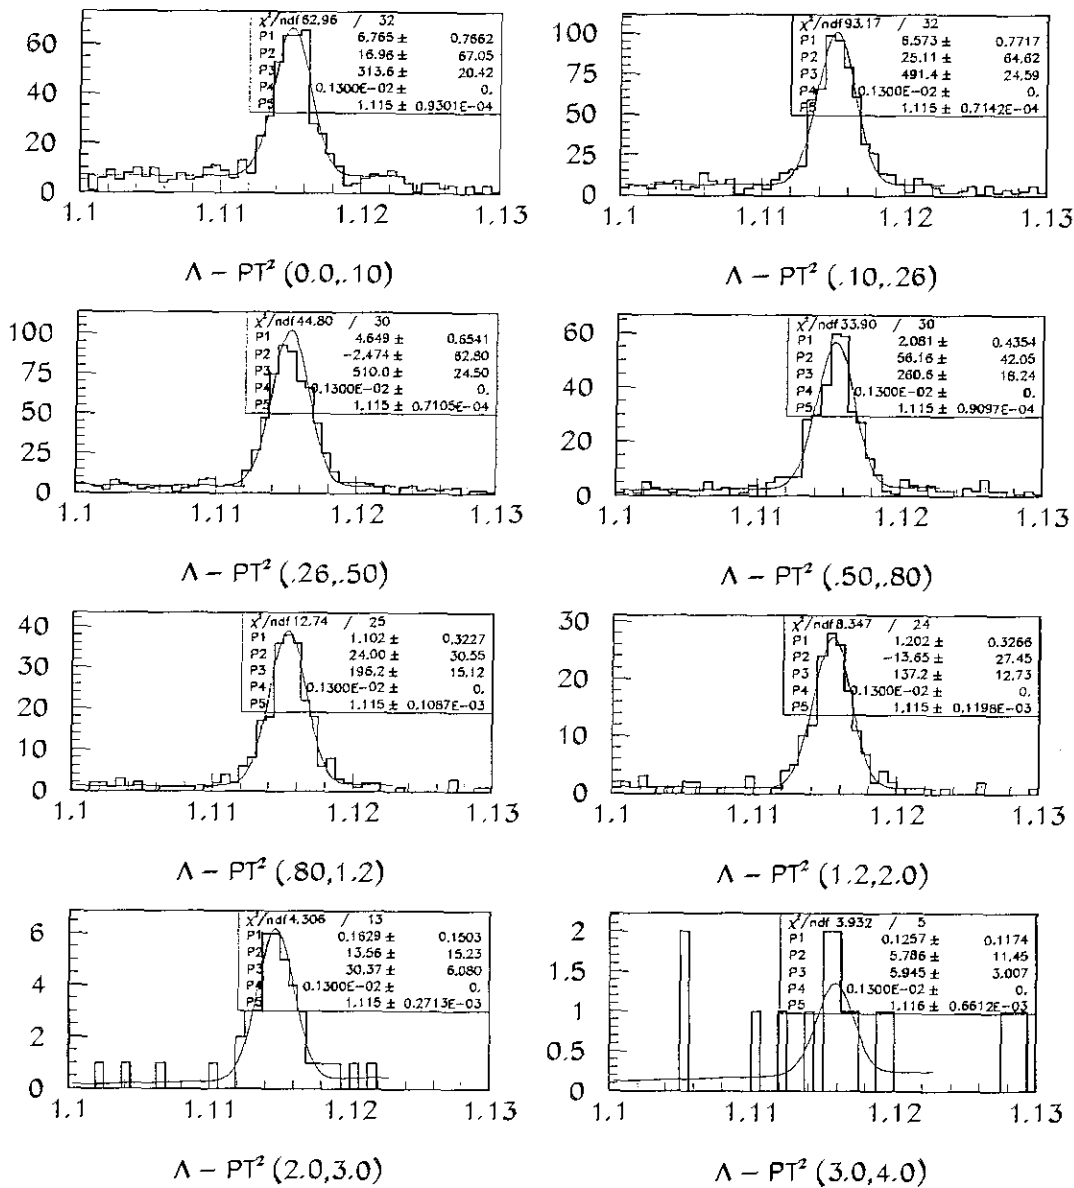 χ²/ndf 62.96 / 32
P1 6.765 ± 0.7662
P2 16.96 ± 67.05
P3 313.6 ± 20.42
P4 0.1300E-02 ± 0.
P5 1.115 ± 0.9301E-04
60
40
20
0
1.1 1.11 1.12 1.13
Λ - PT² (0.0,.10)
χ²/ndf 93.17 / 32
P1 6.573 ± 0.7717
P2 25.11 ± 64.62
P3 491.4 ± 24.59
P4 0.1300E-02 ± 0.
P5 1.115 ± 0.7142E-04
100
75
50
25
0
1.1 1.11 1.12 1.13
Λ - PT² (.10,.26)
χ²/ndf 44.80 / 30
P1 4.649 ± 0.6541
P2 -2.474 ± 62.80
P3 510.0 ± 24.50
P4 0.1300E-02 ± 0.
P5 1.115 ± 0.7105E-04
100
75
50
25
0
1.1 1.11 1.12 1.13
Λ - PT² (.26,.50)
χ²/ndf 33.90 / 30
P1 2.081 ± 0.4354
P2 56.16 ± 42.05
P3 260.6 ± 18.24
P4 0.1300E-02 ± 0.
P5 1.115 ± 0.9097E-04
60
40
20
0
1.1 1.11 1.12 1.13
Λ - PT² (.50,.80)
χ²/ndf 12.74 / 25
P1 1.102 ± 0.3227
P2 24.00 ± 30.55
P3 196.2 ± 15.12
P4 0.1300E-02 ± 0.
P5 1.115 ± 0.1087E-03
40
30
20
10
0
1.1 1.11 1.12 1.13
Λ - PT² (.80,1.2)
χ²/ndf 8.347 / 24
P1 1.202 ± 0.3266
P2 -13.65 ± 27.45
P3 137.2 ± 12.73
P4 0.1300E-02 ± 0.
P5 1.115 ± 0.1198E-03
30
20
10
0
1.1 1.11 1.12 1.13
Λ - PT² (1.2,2.0)
χ²/ndf 4.306 / 13
P1 0.1629 ± 0.1503
P2 13.56 ± 15.23
P3 30.37 ± 6.080
P4 0.1300E-02 ± 0.
P5 1.115 ± 0.2713E-03
6
4
2
0
1.1 1.11 1.12 1.13
Λ - PT² (2.0,3.0)
χ²/ndf 3.932 / 5
P1 0.1257 ± 0.1174
P2 5.786 ± 11.45
P3 5.945 ± 3.007
P4 0.1300E-02 ± 0.
P5 1.116 ± 0.6612E-03
2
1.5
1
0.5
0
1.1 1.11 1.12 1.13
Λ - PT² (3.0,4.0)